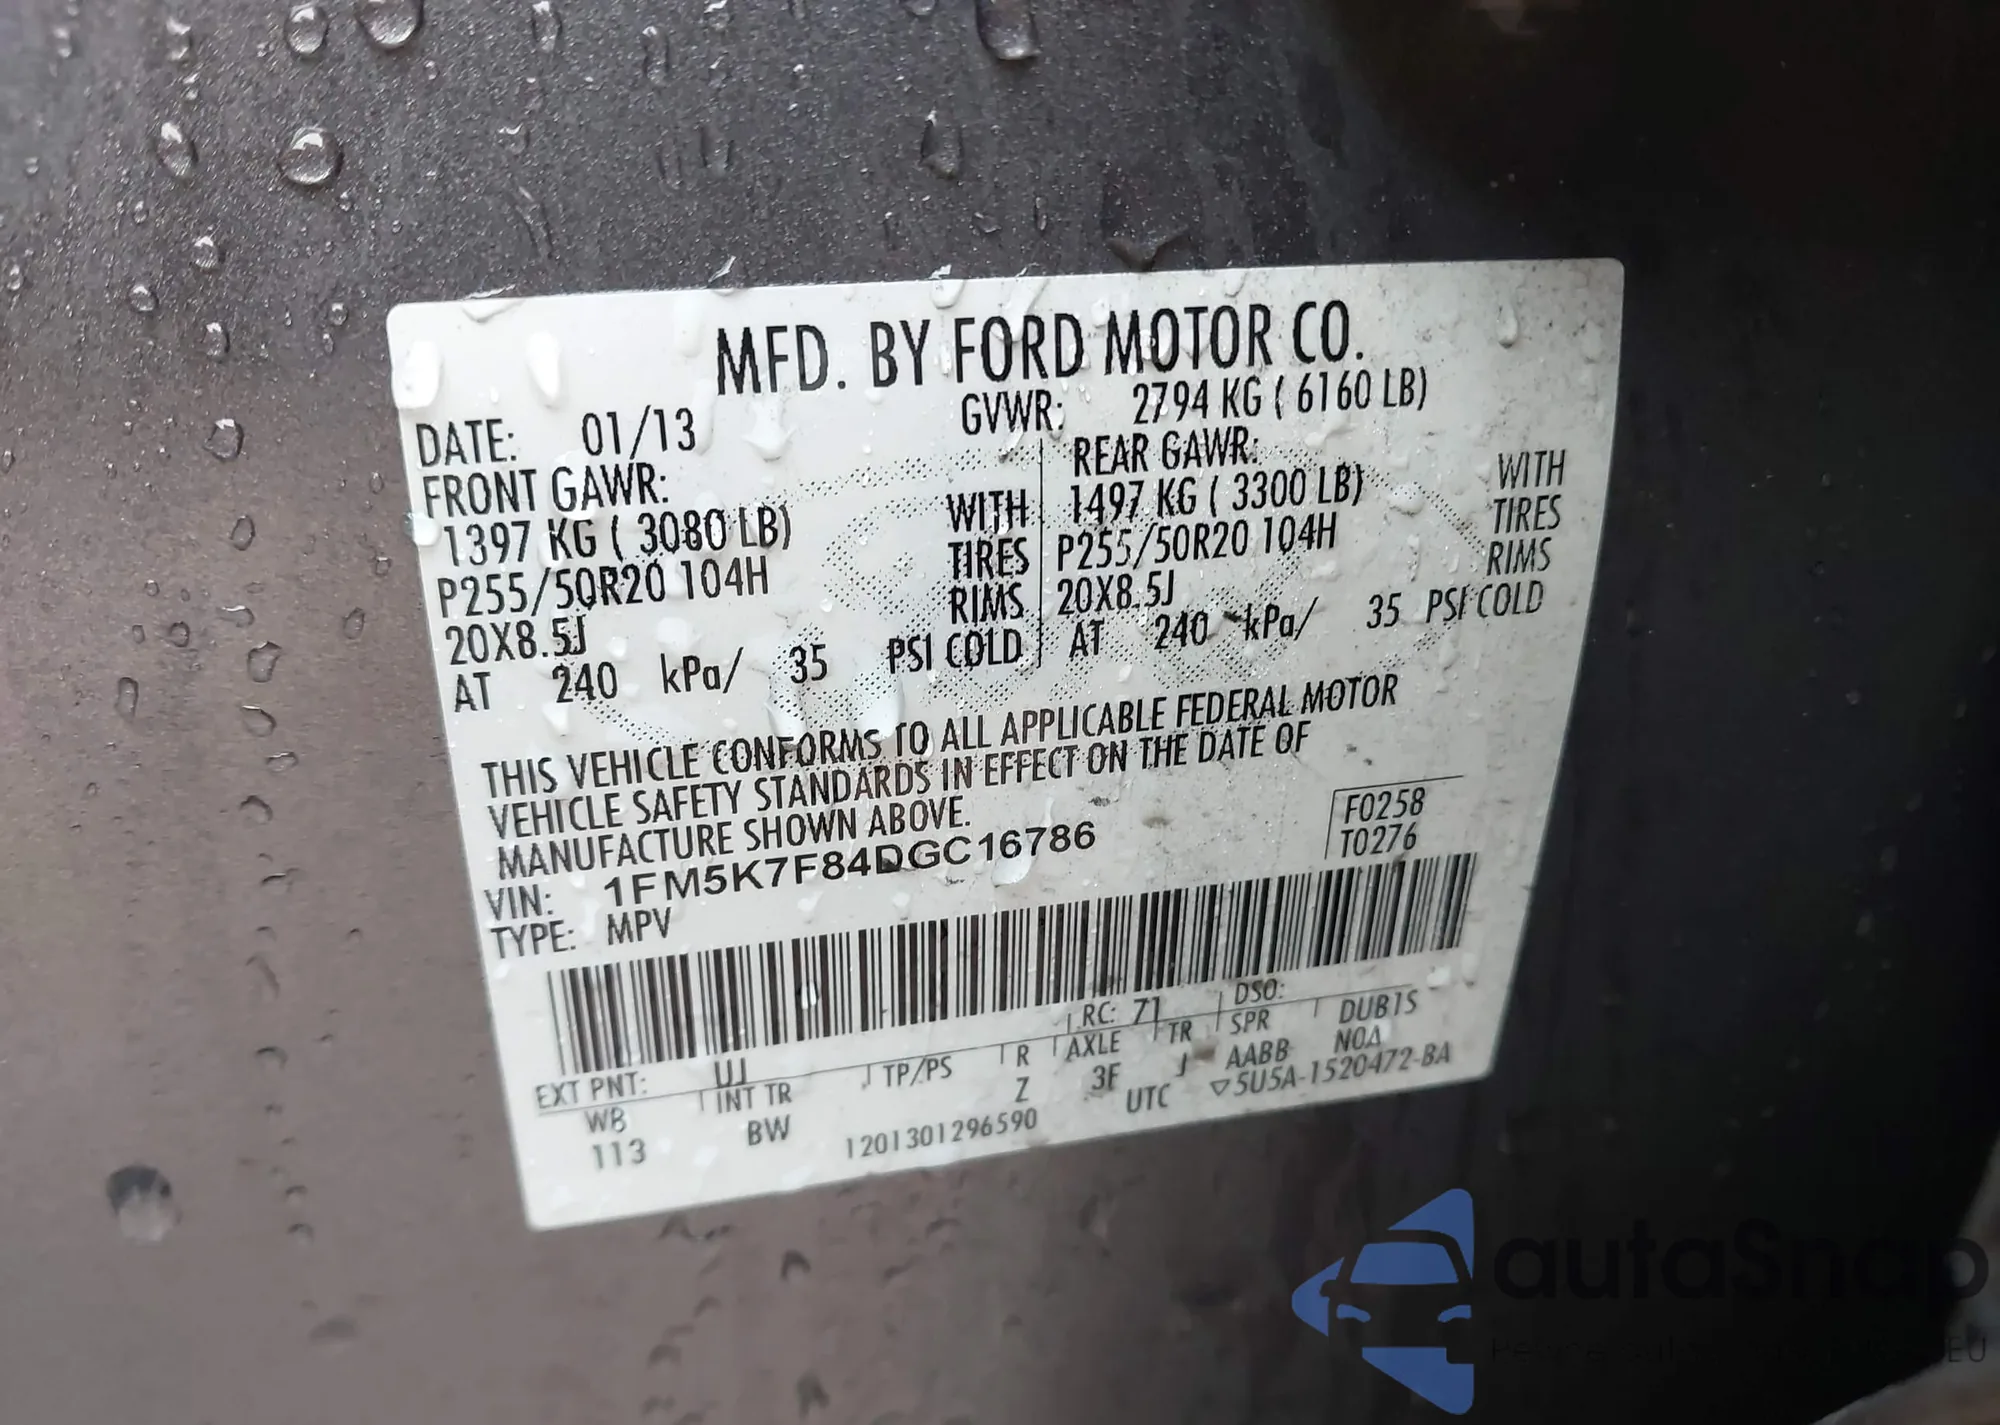 MFD. BY FORD MOTOR CO.
DATE: 01/13 GVWR: 2794 KG ( 6160 LB)
FRONT GAWR: REAR GAWR:
1397 KG ( 3080 LB) WITH 1497 KG ( 3300 LB) WITH
P255/50R20 104H TIRES P255/50R20 104H TIRES
20X8.5J RIMS 20X8.5J RIMS
AT 240 kPa/ 35 PSI COLD AT 240 kPa/ 35 PSI COLD
THIS VEHICLE CONFORMS TO ALL APPLICABLE FEDERAL MOTOR
VEHICLE SAFETY STANDARDS IN EFFECT ON THE DATE OF
MANUFACTURE SHOWN ABOVE.
F0258
T0276
VIN: 1FM5K7F84DGC16786
TYPE: MPV
EXT PNT: UJ RC: 71 DSO:
WB INT TR TP/PS R AXLE TR SPR DUB1S
113 BW Z 3F J AABB NOA
1201301296590 UTC ▽5U5A-1520472-BA
autaSnap
EU